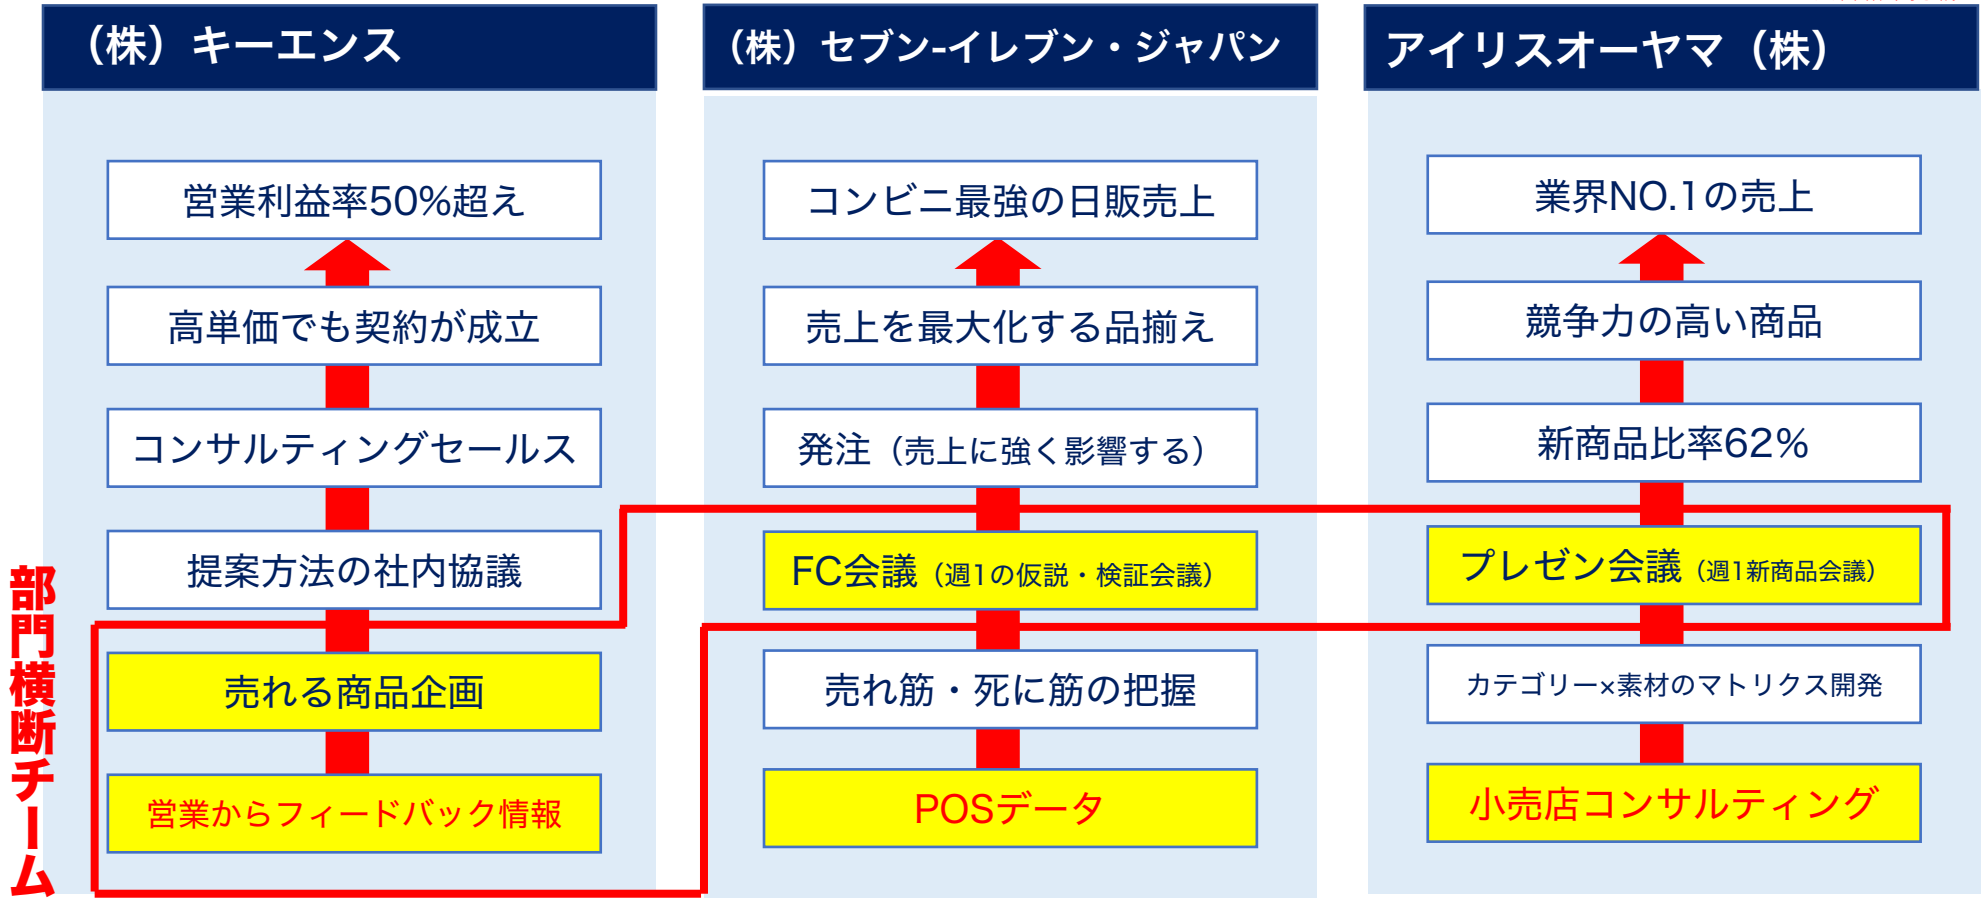 （株）キーエンス
営業利益率50%超え
高単価でも契約が成立
コンサルティングセールス
提案方法の社内協議
売れる商品企画
営業からフィードバック情報
（株）セブン-イレブン・ジャパン
コンビニ最強の日販売上
売上を最大化する品揃え
発注（売上に強く影響する）
FC会議（週1の仮説・検証会議）
売れ筋・死に筋の把握
POSデータ
アイリスオーヤマ（株）
業界NO.1の売上
競争力の高い商品
新商品比率62%
プレゼン会議（週1新商品会議）
カテゴリー×素材のマトリクス開発
小売店コンサルティング
部門横断チーム